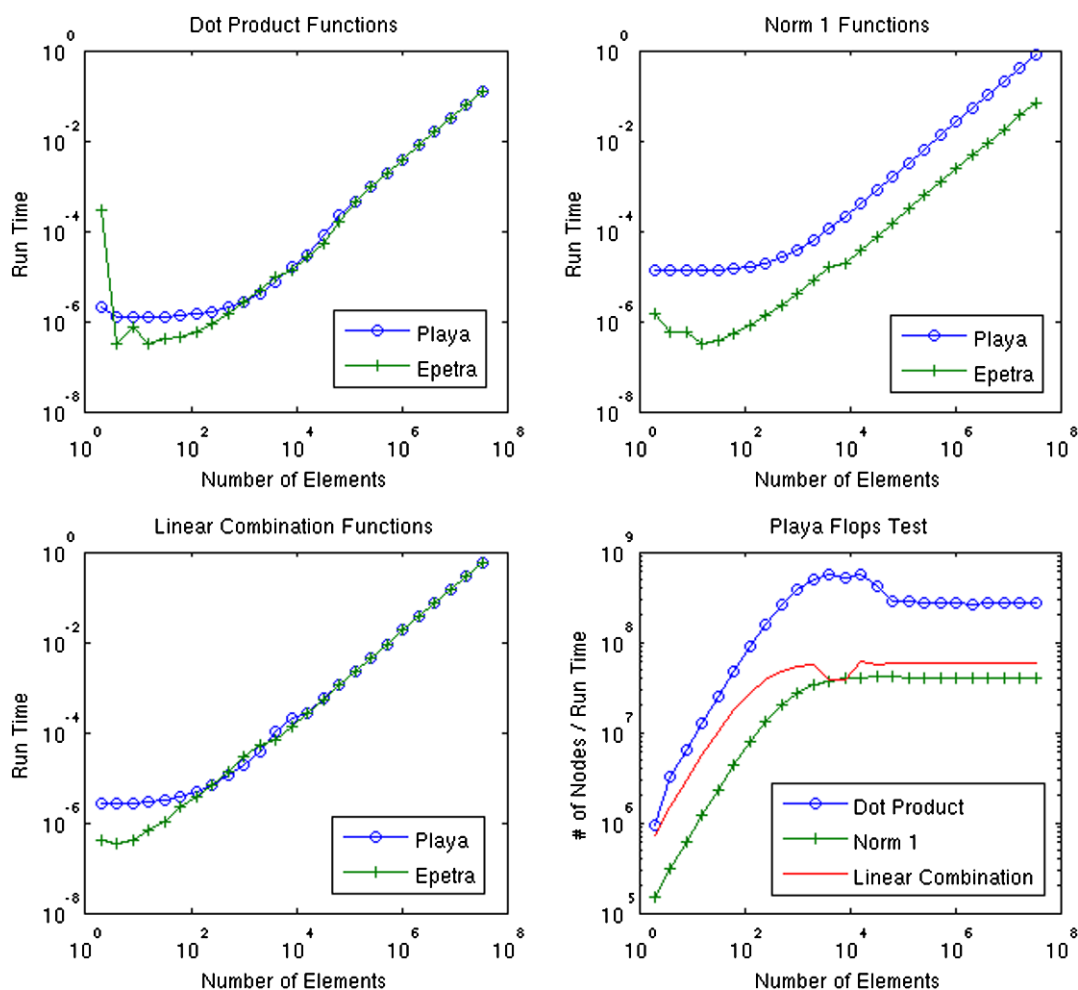 Dot Product Functions
10^0
10^-2
10^-4
10^-6
10^-8
Run Time
Playa
Epetra
10^0
10^2
10^4
10^6
10^8
Number of Elements
Norm 1 Functions
10^0
10^-2
10^-4
10^-6
10^-8
Run Time
Playa
Epetra
10^0
10^2
10^4
10^6
10^8
Number of Elements
Linear Combination Functions
10^0
10^-2
10^-4
10^-6
10^-8
Run Time
Playa
Epetra
10^0
10^2
10^4
10^6
10^8
Number of Elements
Playa Flops Test
10^9
10^8
10^7
10^6
10^5
# of Nodes / Run Time
Dot Product
Norm 1
Linear Combination
10^0
10^2
10^4
10^6
10^8
Number of Elements